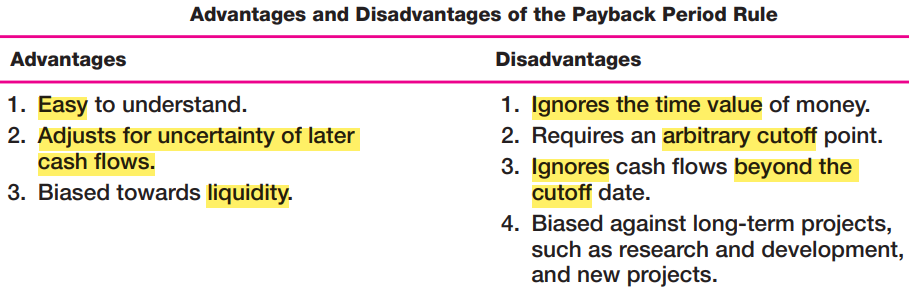 Advantages and Disadvantages of the Payback Period Rule
Advantages
1. Easy to understand.
2. Adjusts for uncertainty of later
cash flows.
3. Biased towards liquidity.
Disadvantages
1. Ignores the time value of money.
2. Requires an arbitrary cutoff point.
3. Ignores cash flows beyond the
cutoff date.
4. Biased against long-term projects,
such as research and development,
and new projects.